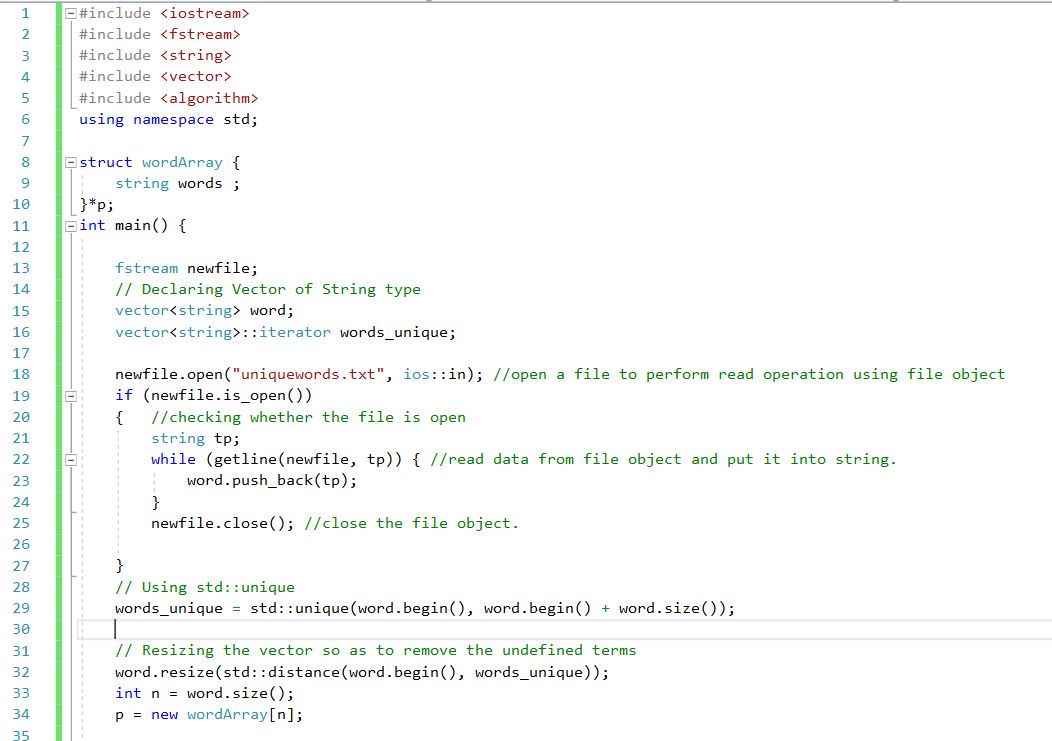 1 #include <iostream>
2 #include <fstream>
3 #include <string>
4 #include <vector>
5 #include <algorithm>
6 using namespace std;
7
8 struct wordArray {
9     string words ;
10 }*p;
11 int main() {
12
13     fstream newfile;
14     // Declaring Vector of String type
15     vector<string> word;
16     vector<string>::iterator words_unique;
17
18     newfile.open("uniquewords.txt", ios::in); //open a file to perform read operation using file object
19     if (newfile.is_open())
20     {   //checking whether the file is open
21         string tp;
22         while (getline(newfile, tp)) { //read data from file object and put it into string.
23             word.push_back(tp);
24         }
25         newfile.close(); //close the file object.
26
27     }
28     // Using std::unique
29     words_unique = std::unique(word.begin(), word.begin() + word.size());
30
31     // Resizing the vector so as to remove the undefined terms
32     word.resize(std::distance(word.begin(), words_unique));
33     int n = word.size();
34     p = new wordArray[n];
35